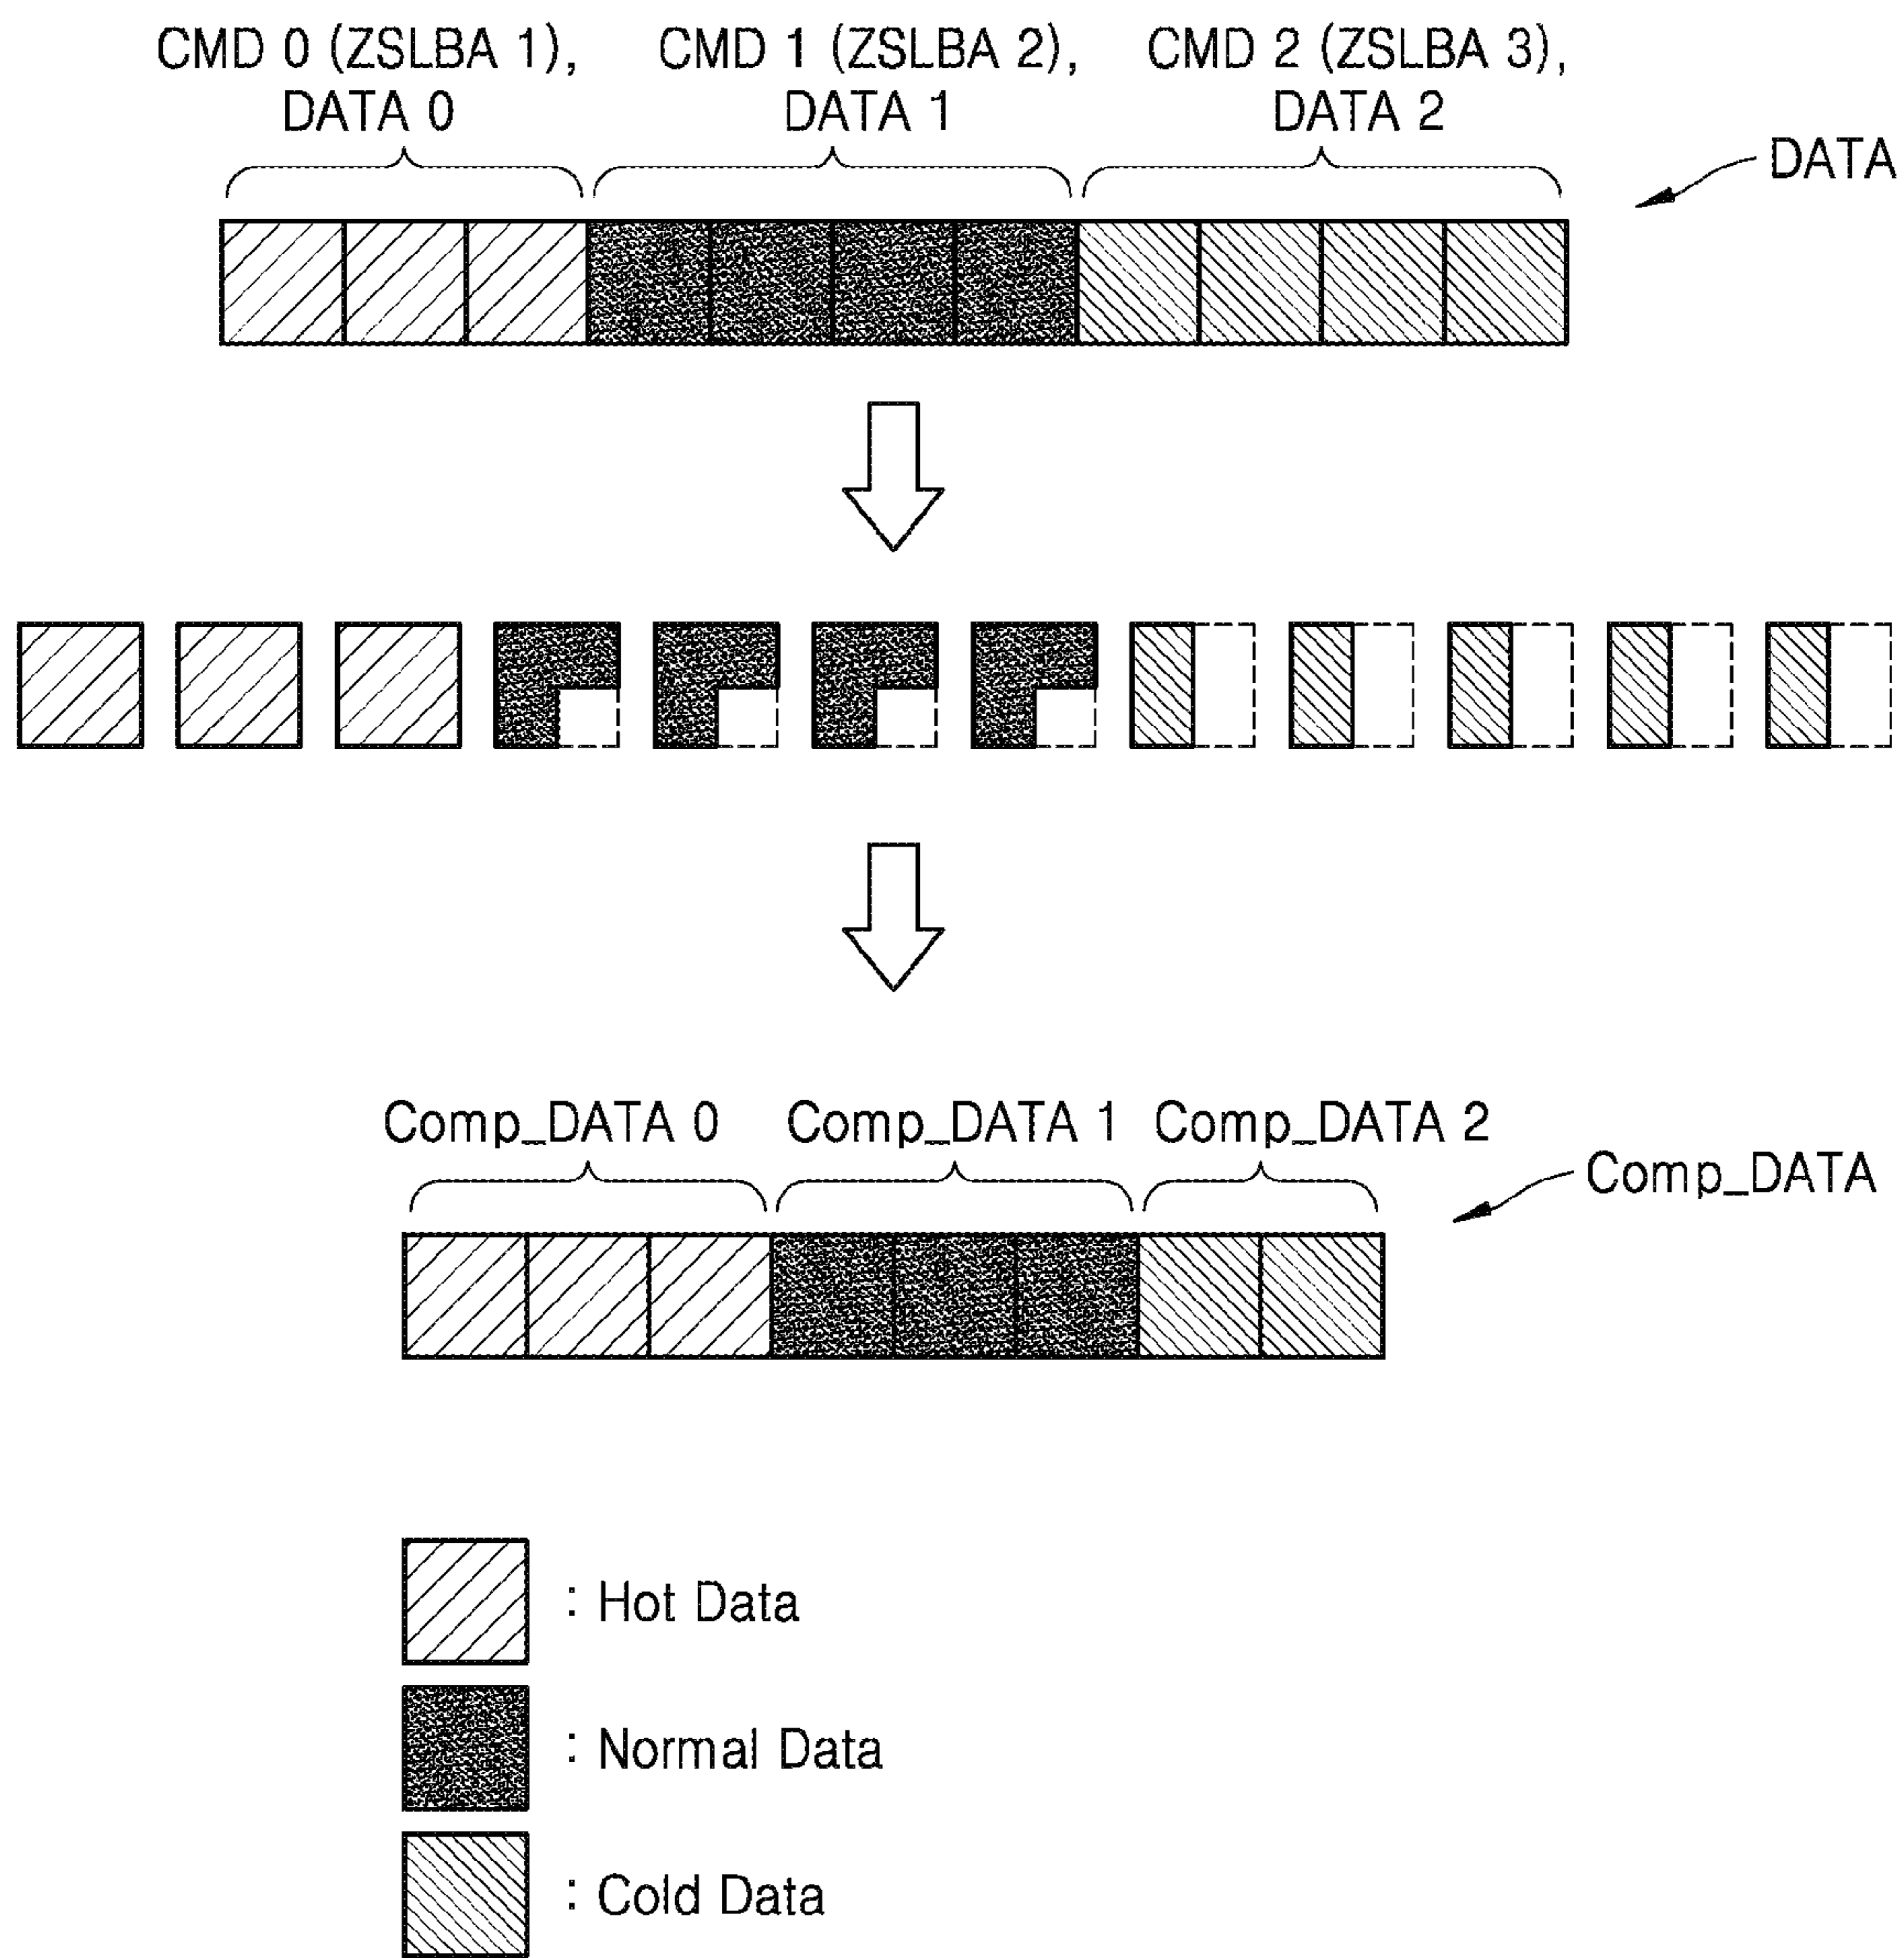 CMD 0 (ZSLBA 1), CMD 1 (ZSLBA 2), CMD 2 (ZSLBA 3),
DATA 0 DATA 1 DATA 2
DATA
Comp_DATA 0 Comp_DATA 1 Comp_DATA 2
Comp_DATA
: Hot Data
: Normal Data
: Cold Data